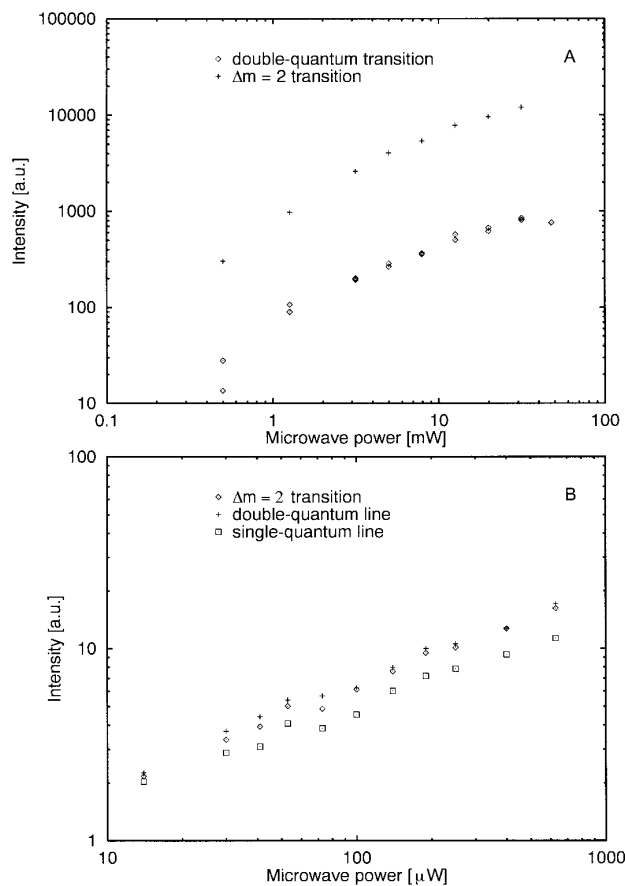 100000
10000
1000
100
10
0.1
1
10
100
Intensity [a.u.]
Microwave power [mW]
double-quantum transition
Δm = 2 transition
A
100
10
1
10
100
1000
Intensity [a.u.]
Microwave power [μW]
Δm = 2 transition
double-quantum line
single-quantum line
B